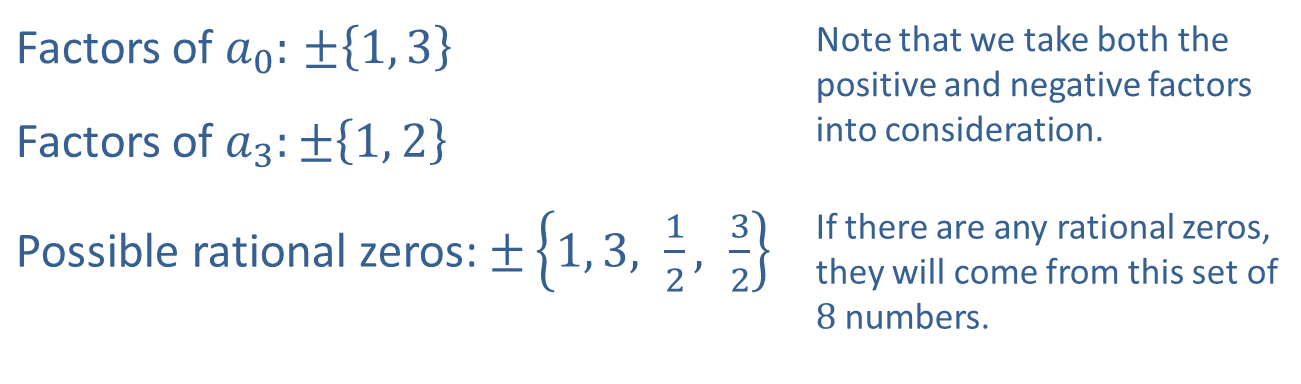 Factors of a₀: ±{1, 3}
Note that we take both the
positive and negative factors
into consideration.
Factors of a₃: ±{1, 2}
Possible rational zeros: ±{1, 3, 1/2, 3/2}
If there are any rational zeros,
they will come from this set of
8 numbers.